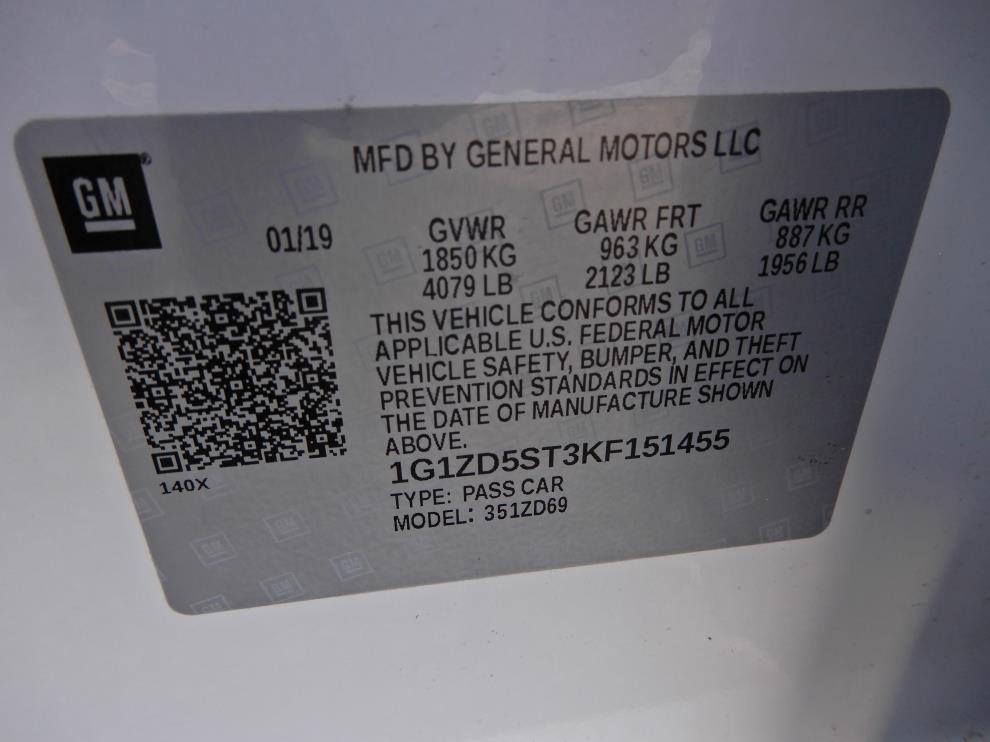 MFD BY GENERAL MOTORS LLC
GM
®
01/19
GVWR
1850 KG
4079 LB
GAWR FRT
963 KG
2123 LB
GAWR RR
887 KG
1956 LB
THIS VEHICLE CONFORMS TO ALL
APPLICABLE U.S. FEDERAL MOTOR
VEHICLE SAFETY, BUMPER, AND THEFT
PREVENTION STANDARDS IN EFFECT ON
THE DATE OF MANUFACTURE SHOWN
ABOVE.
1G1ZD5ST3KF151455
TYPE: PASS CAR
MODEL: 351ZD69
140X